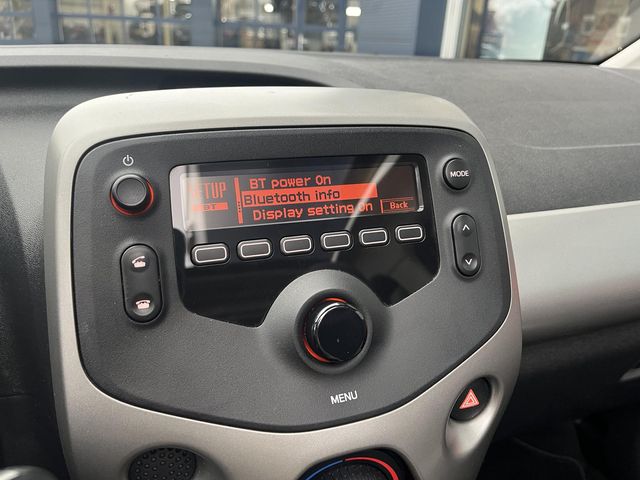 SETUP
BT
BT power On
Bluetooth info
Display setting On
Back
MODE
MENU